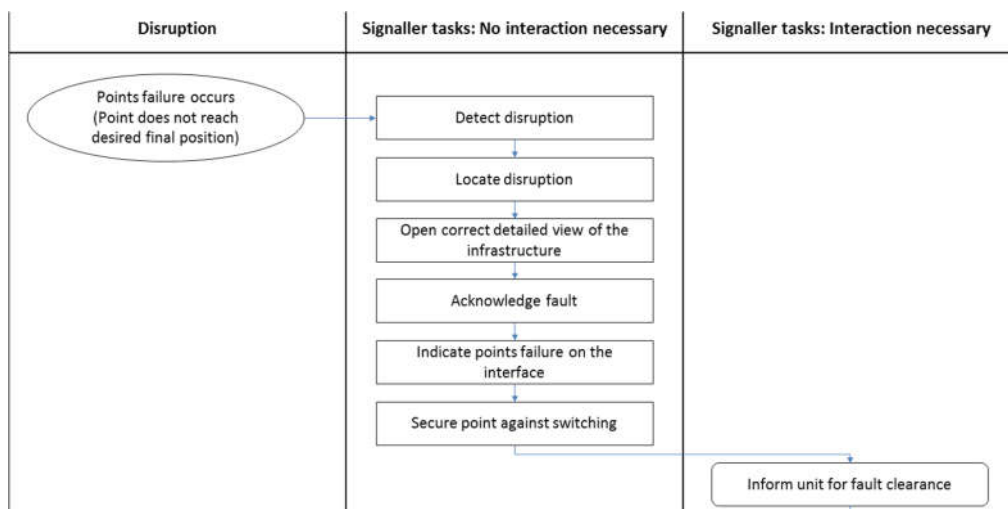 Disruption
Signaller tasks: No interaction necessary
Signaller tasks: Interaction necessary
Points failure occurs
(Point does not reach
desired final position)
Detect disruption
Locate disruption
Open correct detailed view of the
infrastructure
Acknowledge fault
Indicate points failure on the
interface
Secure point against switching
Inform unit for fault clearance